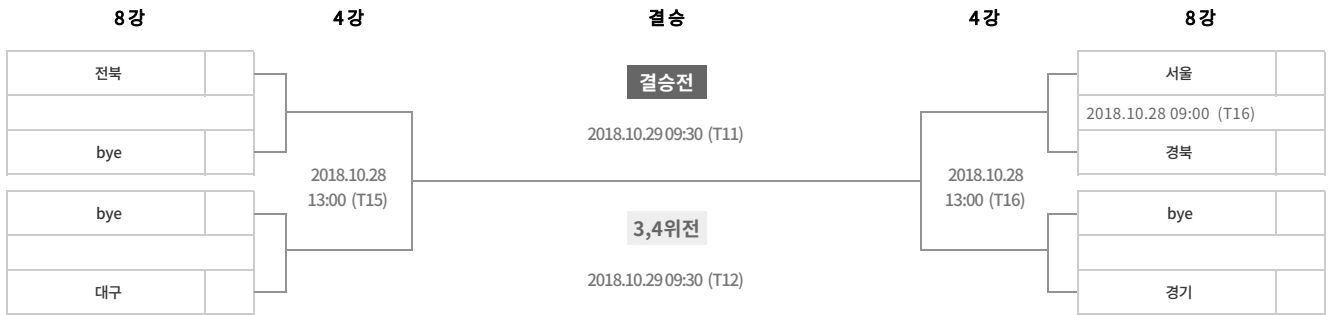 8강 4강 결승 4강 8강
전북
bye
bye
대구
2018.10.28
13:00 (T15)
결승전
2018.10.29 09:30 (T11)
3,4위전
2018.10.29 09:30 (T12)
2018.10.28
13:00 (T16)
서울
2018.10.28 09:00 (T16)
경북
bye
경기